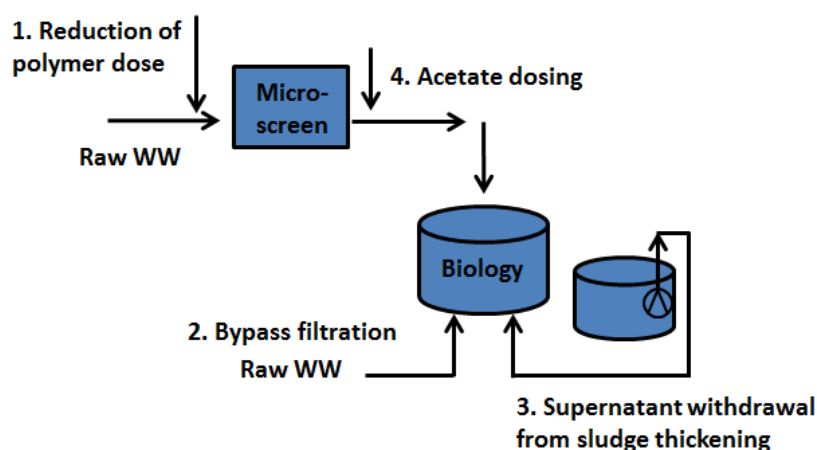 1. Reduction of
polymer dose
Micro-
screen
4. Acetate dosing
Raw WW
Biology
2. Bypass filtration
Raw WW
3. Supernatant withdrawal
from sludge thickening